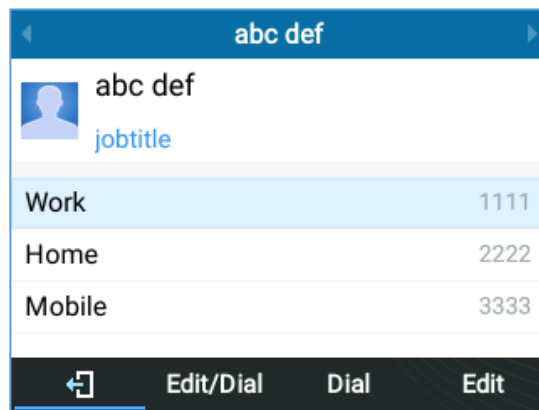 abc def
abc def
jobtitle
Work 1111
Home 2222
Mobile 3333
Edit/Dial Dial Edit